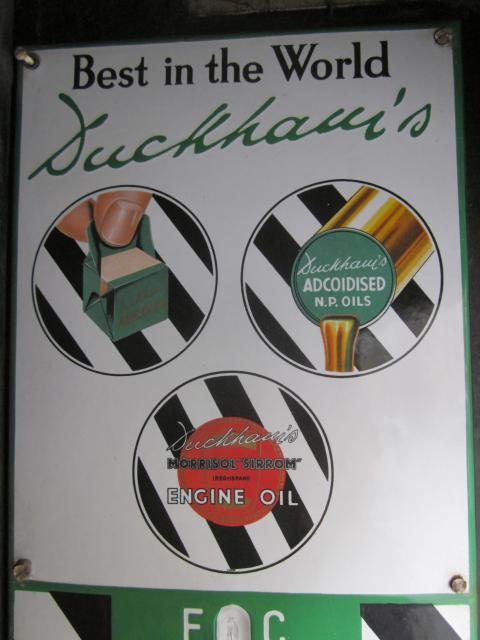 Best in the World
Duckham's
Duckham's
ADCOIDISED
N.P. OILS
Duckham's
MORRISOL "SIRROM"
ENGINE OIL